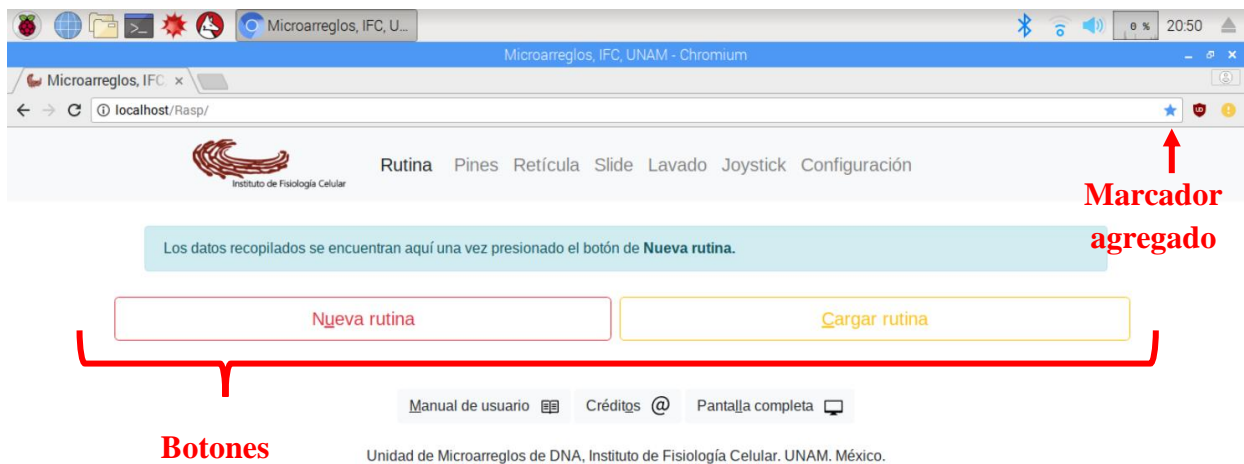 Microarreglos, IFC, U...
0 %
20:50
Microarreglos, IFC, UNAM - Chromium
Microarreglos, IFC
localhost/Rasp/
Instituto de Fisiología Celular
Rutina Pines Retícula Slide Lavado Joystick Configuración
Marcador
agregado
Los datos recopilados se encuentran aquí una vez presionado el botón de Nueva rutina.
Nueva rutina
Cargar rutina
Botones
Manual de usuario Créditos @ Pantalla completa
Unidad de Microarreglos de DNA, Instituto de Fisiología Celular. UNAM. México.